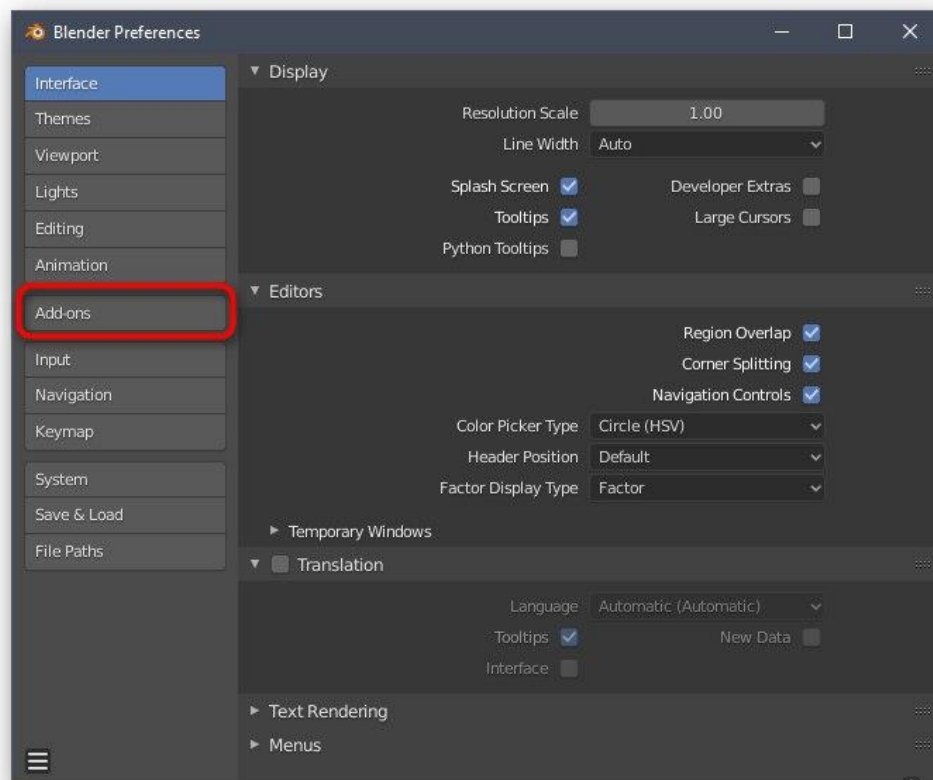 Blender Preferences
Interface
Themes
Viewport
Lights
Editing
Animation
Add-ons
Input
Navigation
Keymap
System
Save & Load
File Paths
Display
Resolution Scale 1.00
Line Width Auto
Splash Screen Developer Extras
Tooltips Large Cursors
Python Tooltips
Editors
Region Overlap
Corner Splitting
Navigation Controls
Color Picker Type Circle (HSV)
Header Position Default
Factor Display Type Factor
Temporary Windows
Translation
Language Automatic (Automatic)
Tooltips New Data
Interface
Text Rendering
Menus